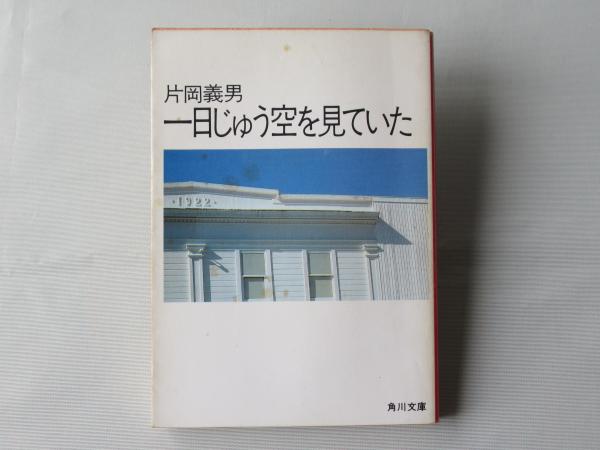 片岡義男
一日じゅう空を見ていた
·1922·
角川文庫